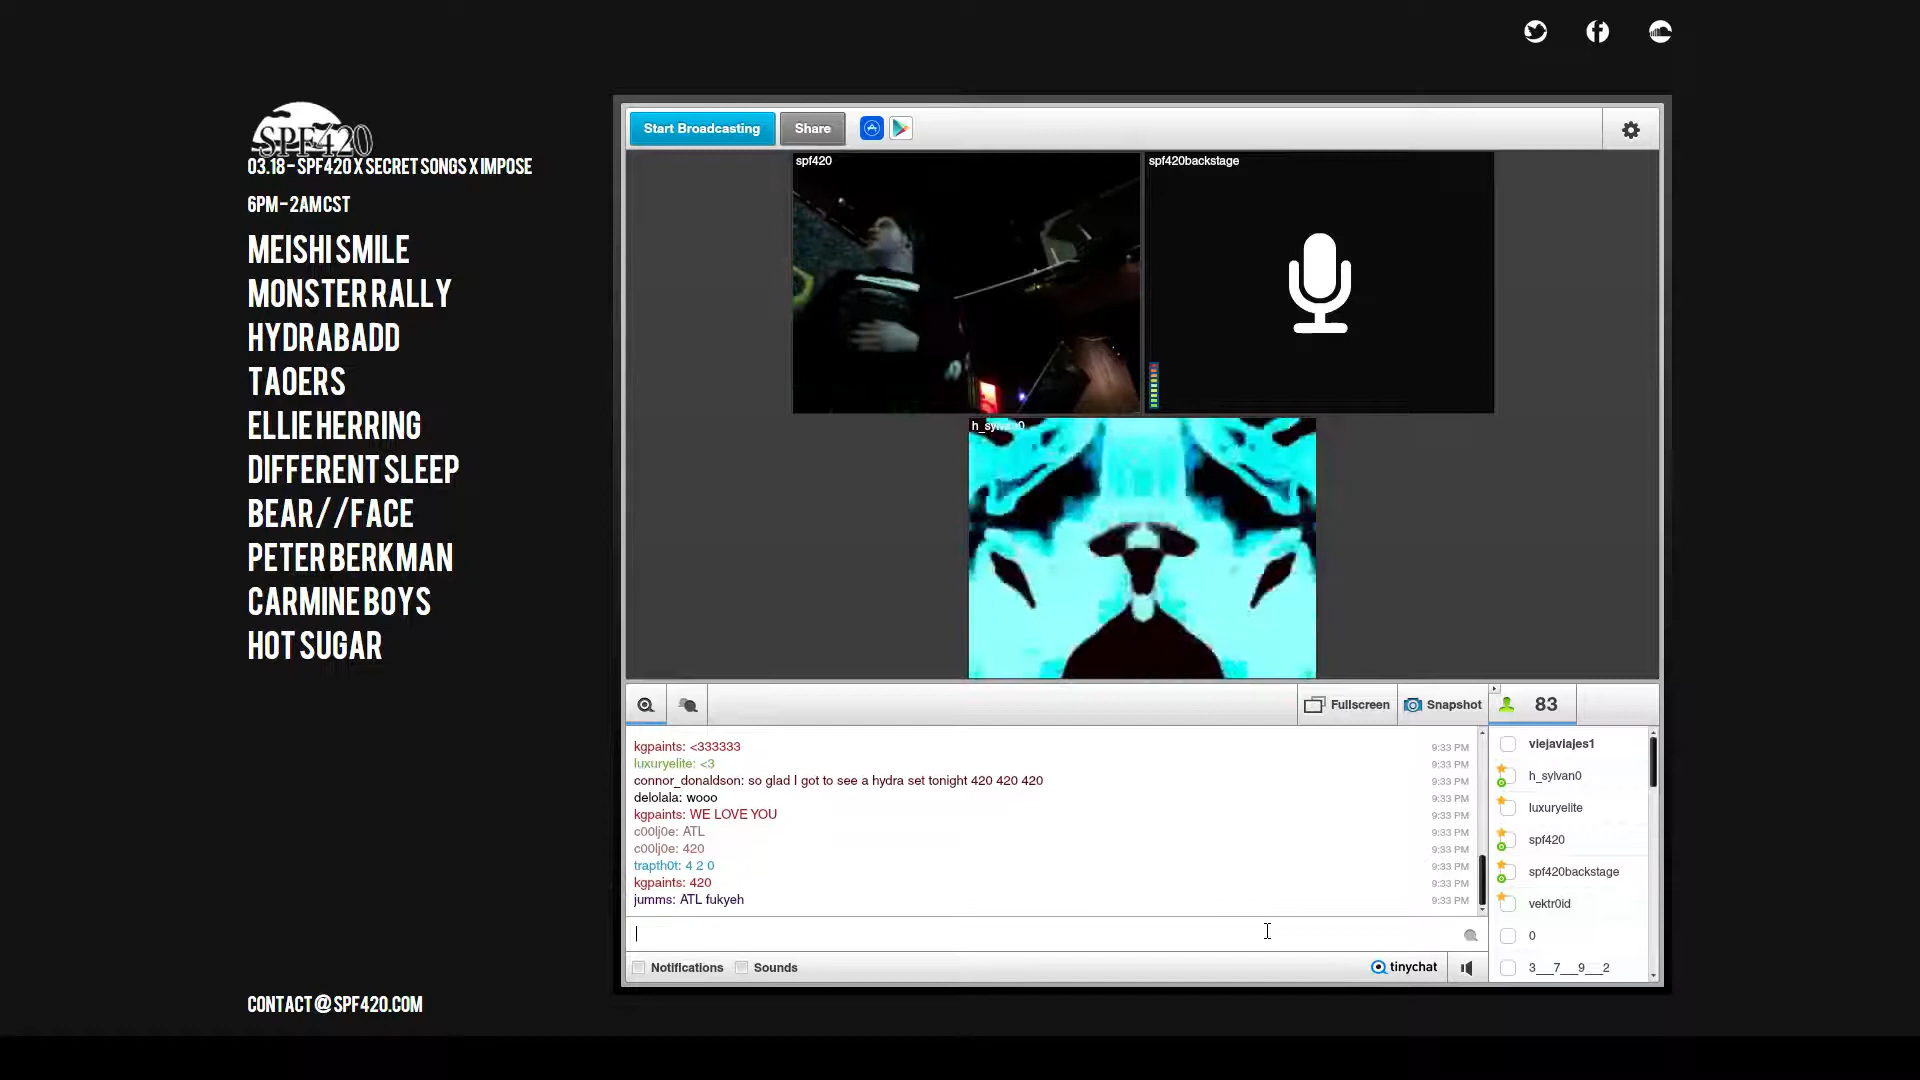 SPF420
03.18 - SPF420 X SECRET SONGS X IMPOSE
6PM - 2AM CST
MEISHI SMILE
MONSTER RALLY
HYDRABADD
TAOERS
ELLIE HERRING
DIFFERENT SLEEP
BEAR//FACE
PETER BERKMAN
CARMINE BOYS
HOT SUGAR
CONTACT@SPF420.COM
Start Broadcasting
Share
spf420
spf420backstage
h_sylvan0
Fullscreen
Snapshot
83
kgpaints: <333333 9:33 PM
luxuryelite: <3 9:33 PM
connor_donaldson: so glad I got to see a hydra set tonight 420 420 420 9:33 PM
delolala: wooo 9:33 PM
kgpaints: WE LOVE YOU 9:33 PM
c00lj0e: ATL 9:33 PM
c00lj0e: 420 9:33 PM
trapth0t: 4 2 0 9:33 PM
kgpaints: 420 9:33 PM
jumms: ATL fukyeh 9:33 PM
Notifications
Sounds
tinychat
viejaviajes1
h_sylvan0
luxuryelite
spf420
spf420backstage
vektr0id
0
3__7__9__2